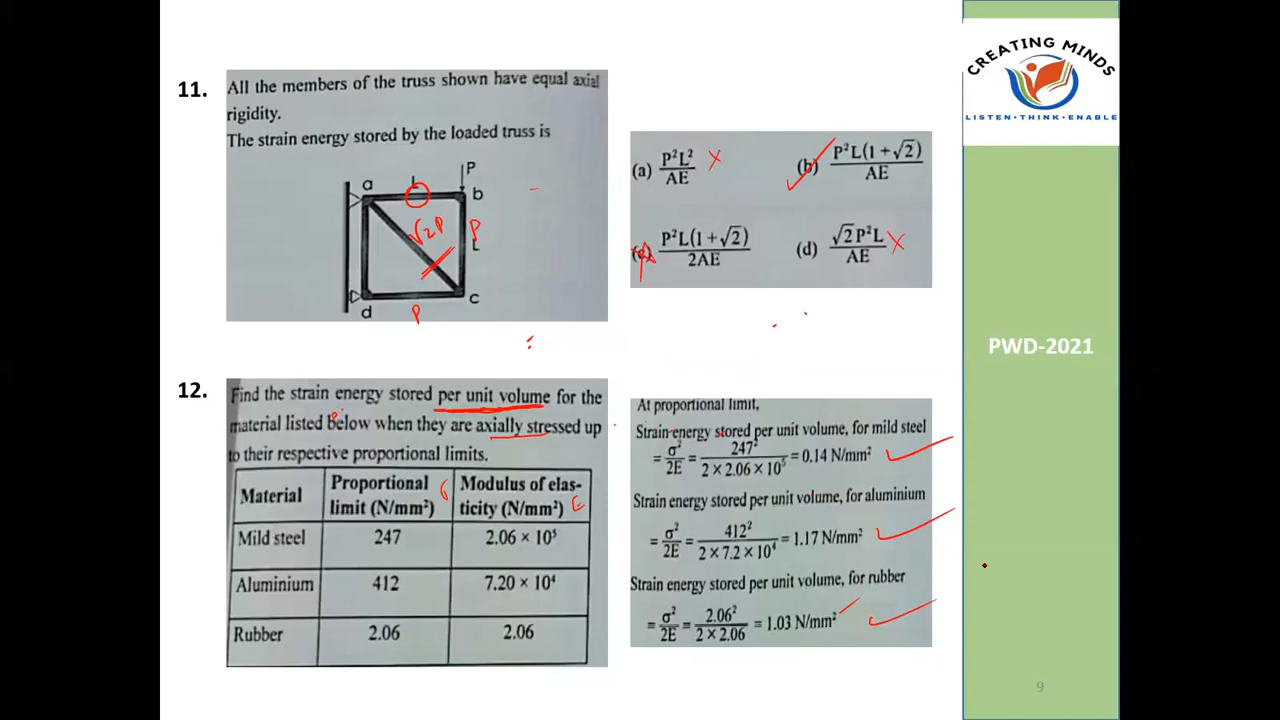 CREATING MINDS
LISTEN • THINK • ENABLE
PWD-2021
11.
All the members of the truss shown have equal axial
rigidity.
The strain energy stored by the loaded truss is
a
L
P
b
√2P
P
L
c
d
P
(a) P²L²/AE ×
(b) P²L(1+√2)/AE
(c) P²L(1+√2)/2AE
(d) √2P²L/AE ×
12.
Find the strain energy stored per unit volume for the
material listed below when they are axially stressed up
to their respective proportional limits.
Material
Proportional limit (N/mm²) σ
Modulus of elas-ticity (N/mm²) E
Mild steel 247 2.06 × 10⁵
Aluminium 412 7.20 × 10⁴
Rubber 2.06 2.06
At proportional limit,
Strain energy stored per unit volume, for mild steel
= σ²/2E = 247²/(2 × 2.06 × 10⁵) = 0.14 N/mm²
Strain energy stored per unit volume, for aluminium
= σ²/2E = 412²/(2 × 7.2 × 10⁴) = 1.17 N/mm²
Strain energy stored per unit volume, for rubber
= σ²/2E = 2.06²/(2 × 2.06) = 1.03 N/mm²
9